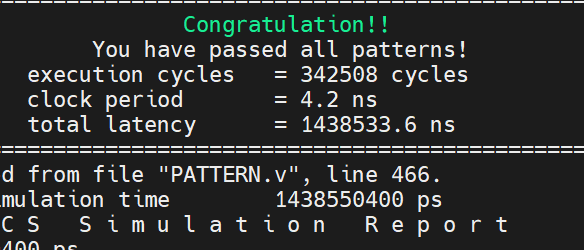 ================================================
Congratulation!!
You have passed all patterns!
execution cycles = 342508 cycles
clock period = 4.2 ns
total latency = 1438533.6 ns
================================================
d from file "PATTERN.v", line 466.
mulation time 1438550400 ps
C S S i m u l a t i o n R e p o r t
400 ps